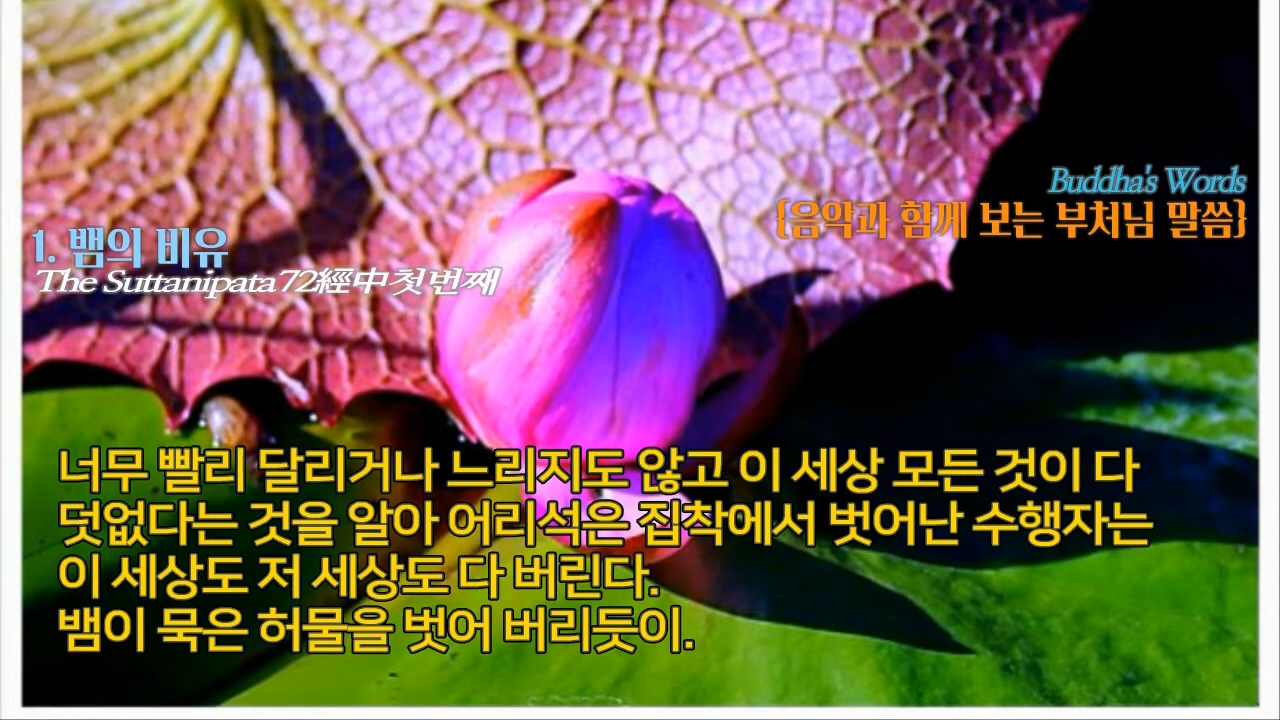 Buddha's Words
{음악과 함께 보는 부처님 말씀}
1. 뱀의 비유
The Suttanipata 72經中 첫번째
너무 빨리 달리거나 느리지도 않고 이 세상 모든 것이 다
덧없다는 것을 알아 어리석은 집착에서 벗어난 수행자는
이 세상도 저 세상도 다 버린다.
뱀이 묵은 허물을 벗어 버리듯이.